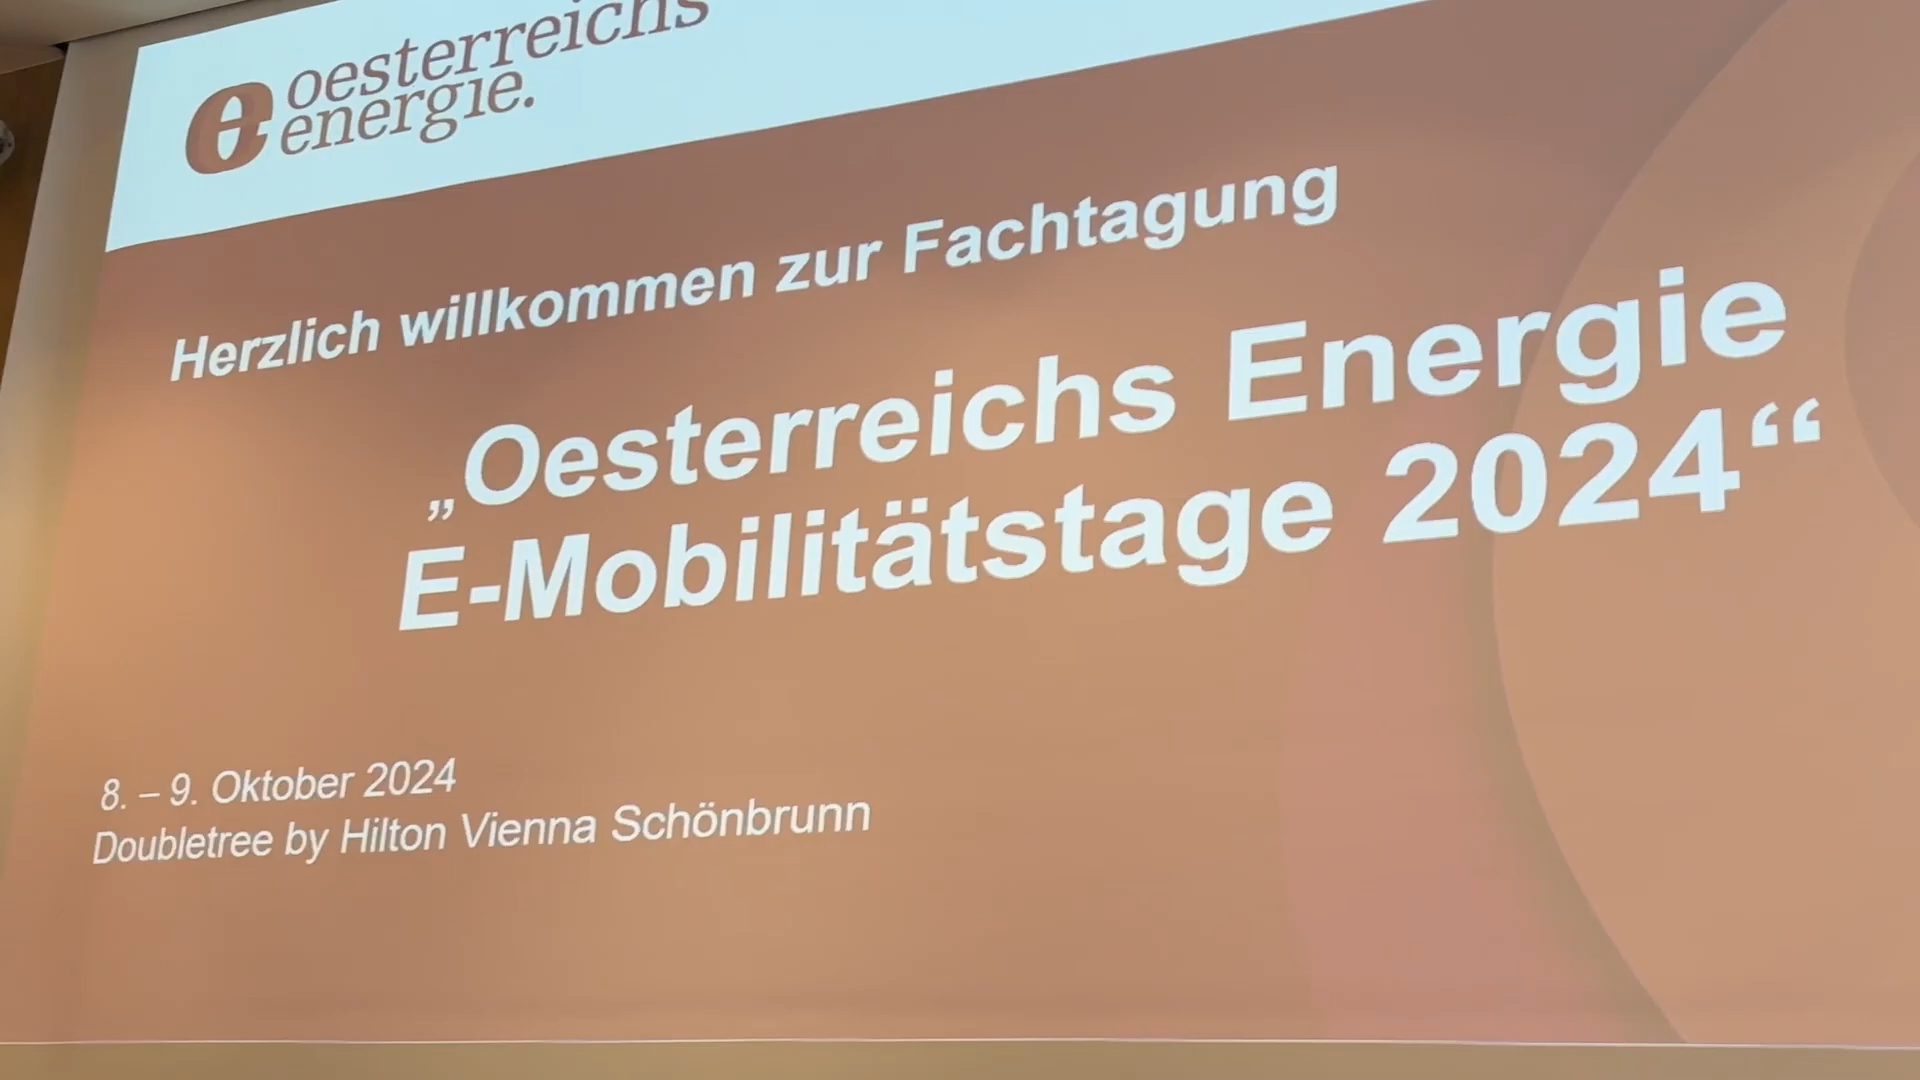 oesterreichs
energie.
Herzlich willkommen zur Fachtagung
„Oesterreichs Energie
E-Mobilitätstage 2024“
8. – 9. Oktober 2024
Doubletree by Hilton Vienna Schönbrunn